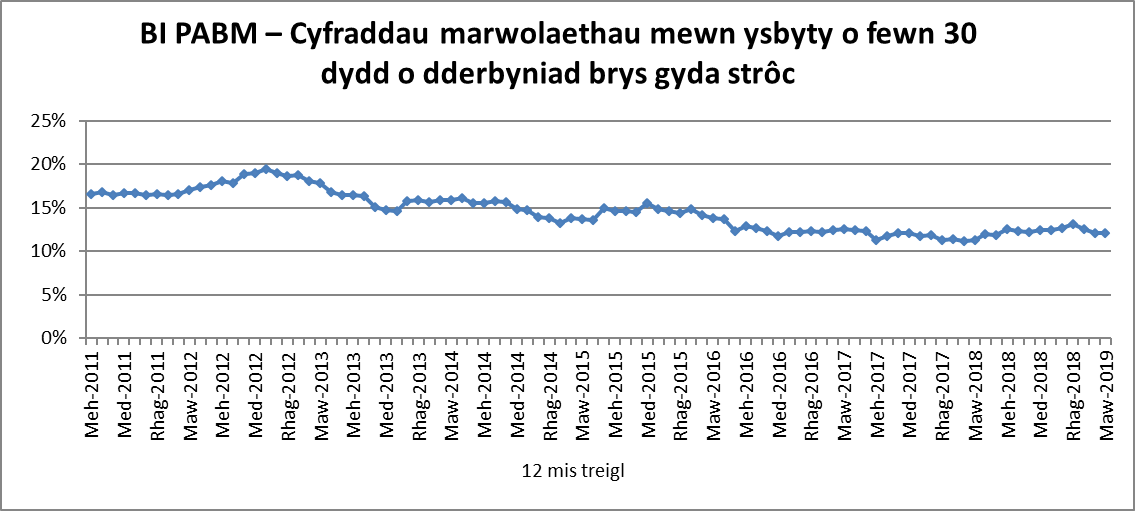 BI PABM – Cyfraddau marwolaethau mewn ysbyty o fewn 30
dydd o dderbyniad brys gyda strôc
25%
20%
15%
10%
5%
0%
Meh-2011
Med-2011
Rhag-2011
Maw-2012
Meh-2012
Med-2012
Rhag-2012
Maw-2013
Meh-2013
Med-2013
Rhag-2013
Maw-2014
Meh-2014
Med-2014
Rhag-2014
Maw-2015
Meh-2015
Med-2015
Rhag-2015
Maw-2016
Meh-2016
Med-2016
Rhag-2016
Maw-2017
Meh-2017
Med-2017
Rhag-2017
Maw-2018
Meh-2018
Med-2018
Rhag-2018
Maw-2019
12 mis treigl